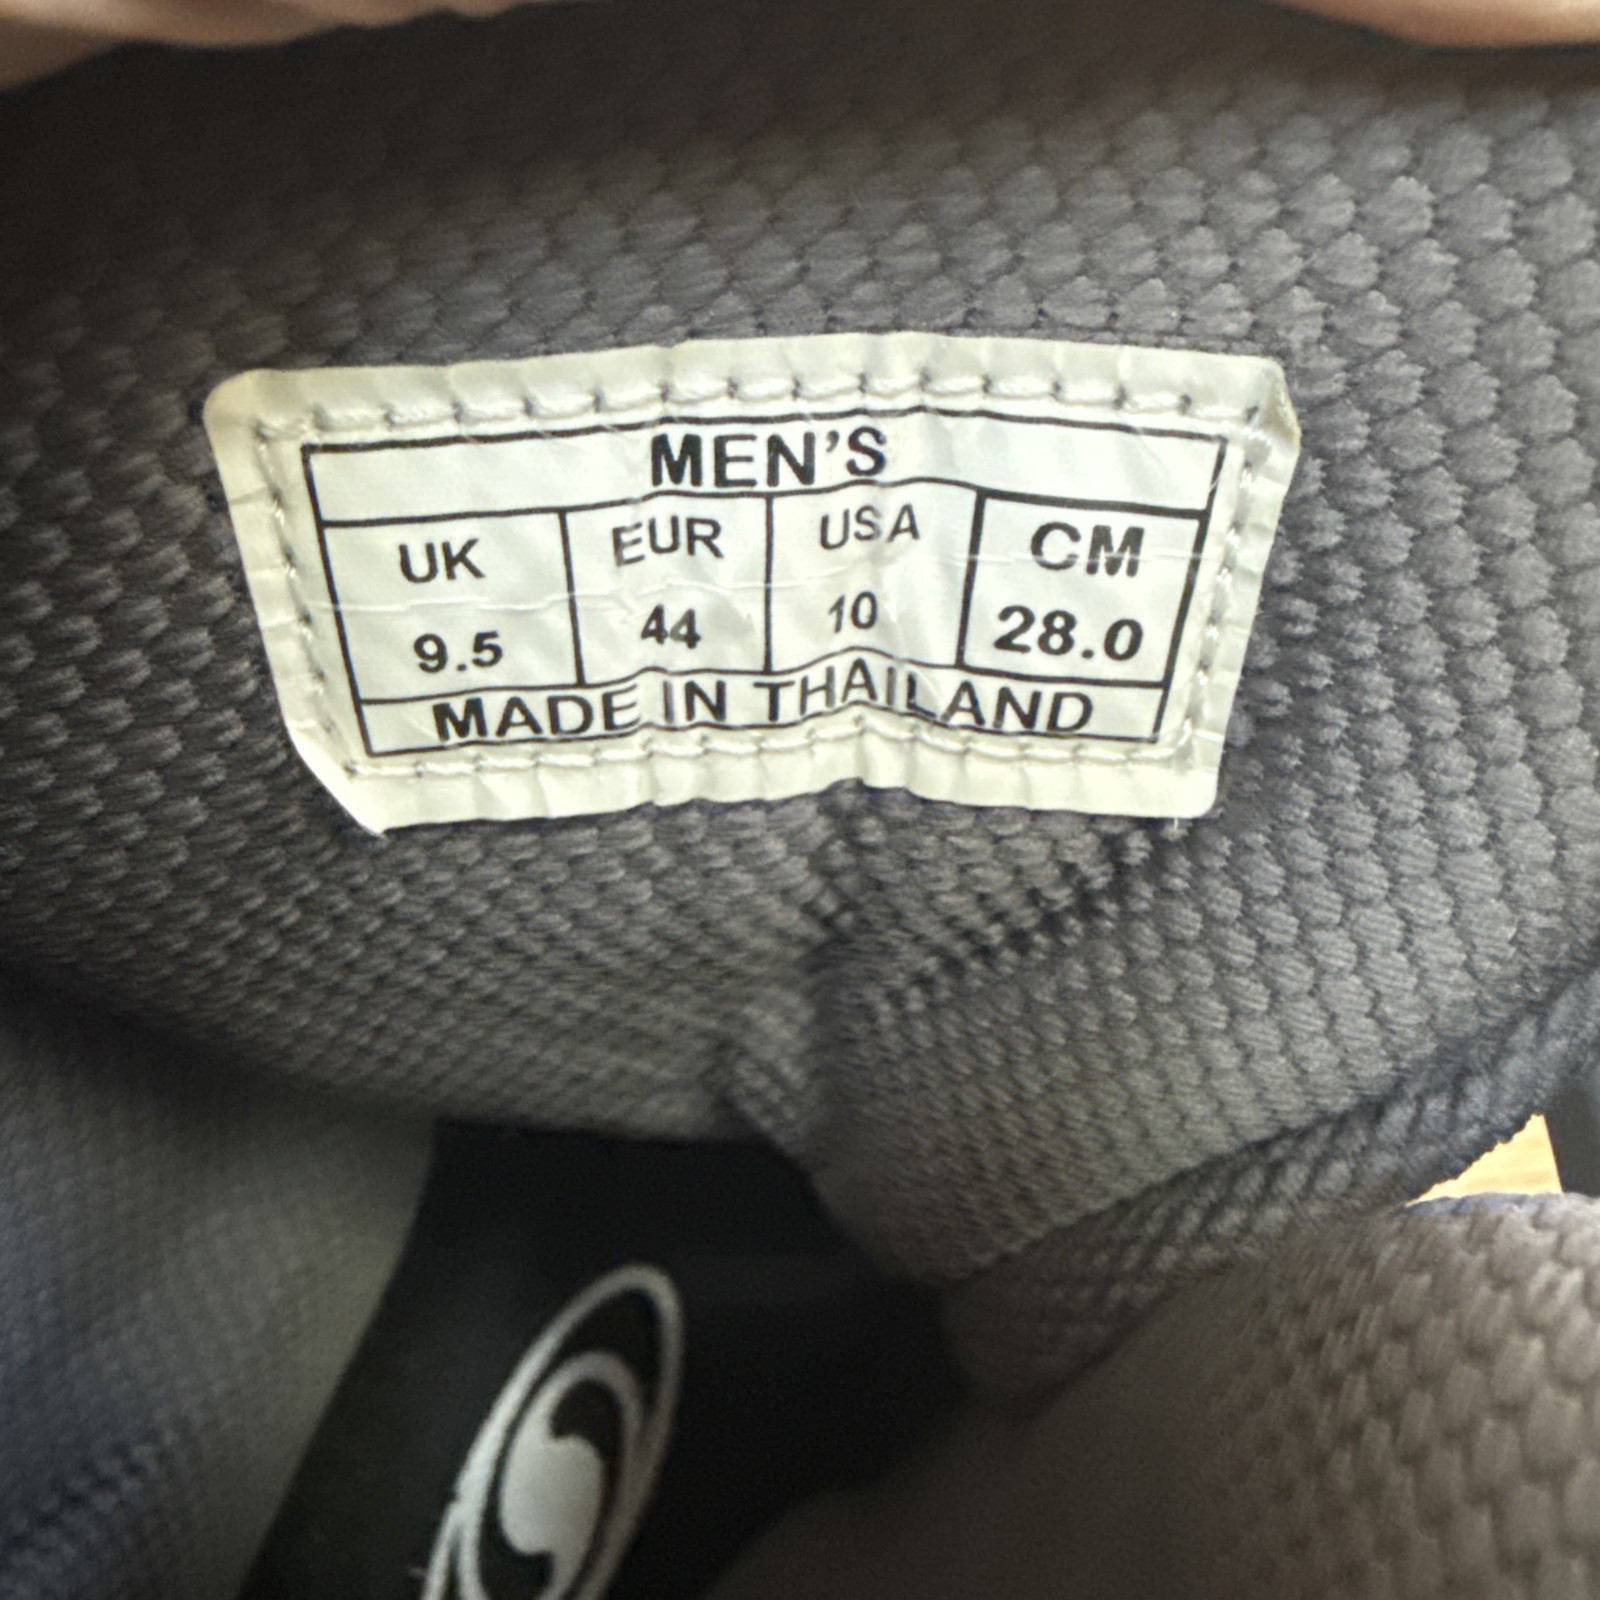 MEN'S
UK EUR USA CM
9.5 44 10 28.0
MADE IN THAILAND